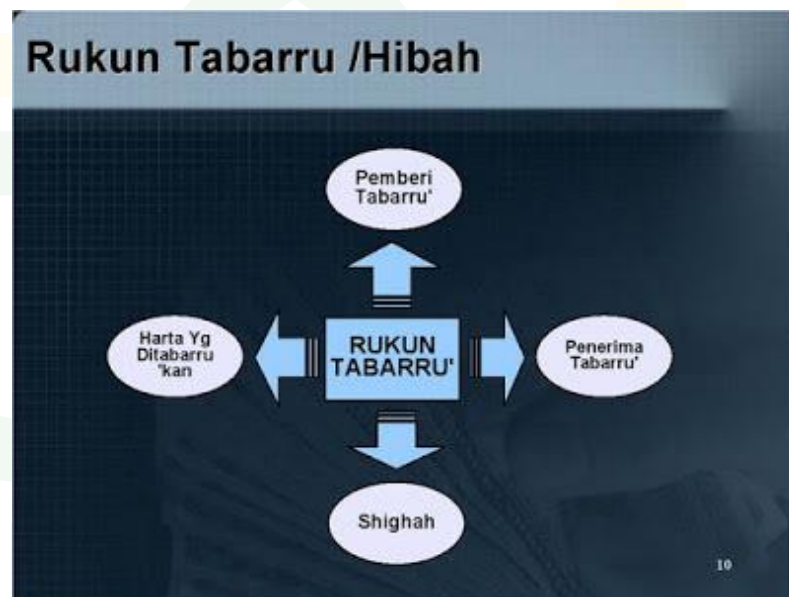 Rukun Tabarru /Hibah
Pemberi
Tabarru'
Harta Yg
Ditabarru
'kan
RUKUN
TABARRU'
Penerima
Tabarru'
Shighah
10